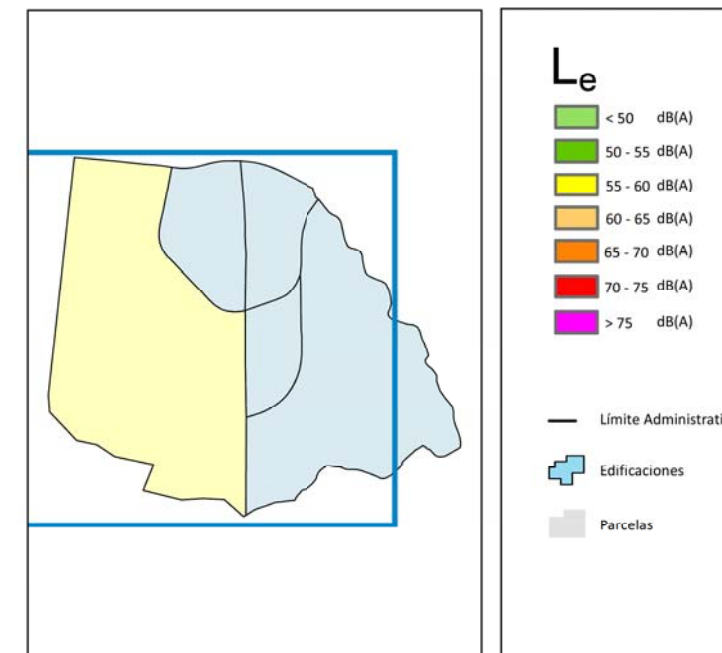 Le
< 50 dB(A)
50 - 55 dB(A)
55 - 60 dB(A)
60 - 65 dB(A)
65 - 70 dB(A)
70 - 75 dB(A)
> 75 dB(A)
Límite Administrati
Edificaciones
Parcelas